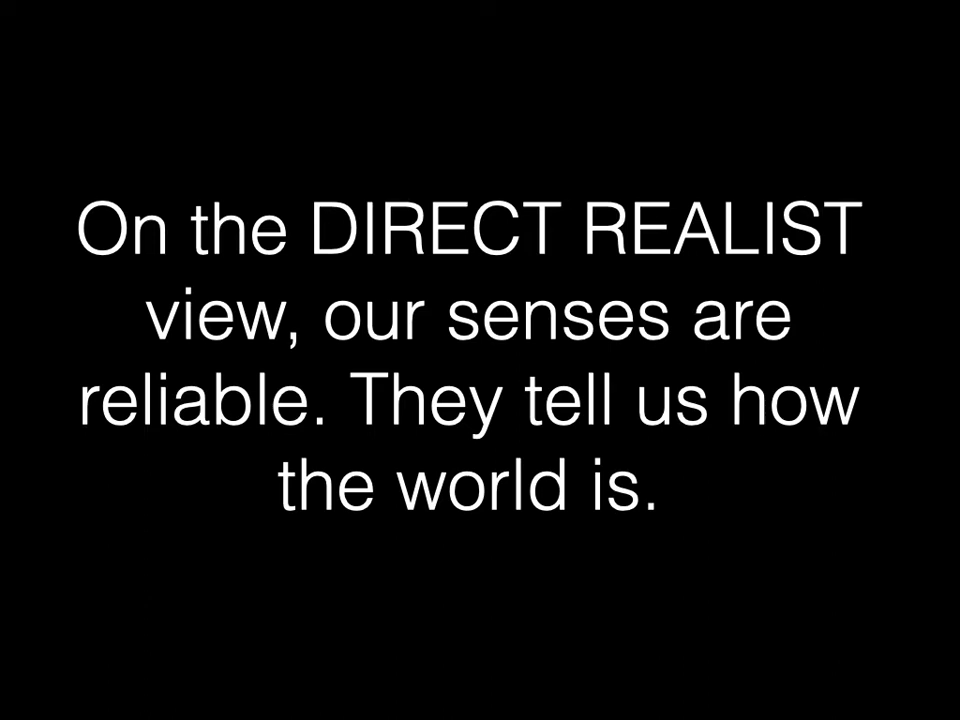 On the DIRECT REALIST
view, our senses are
reliable. They tell us how
the world is.